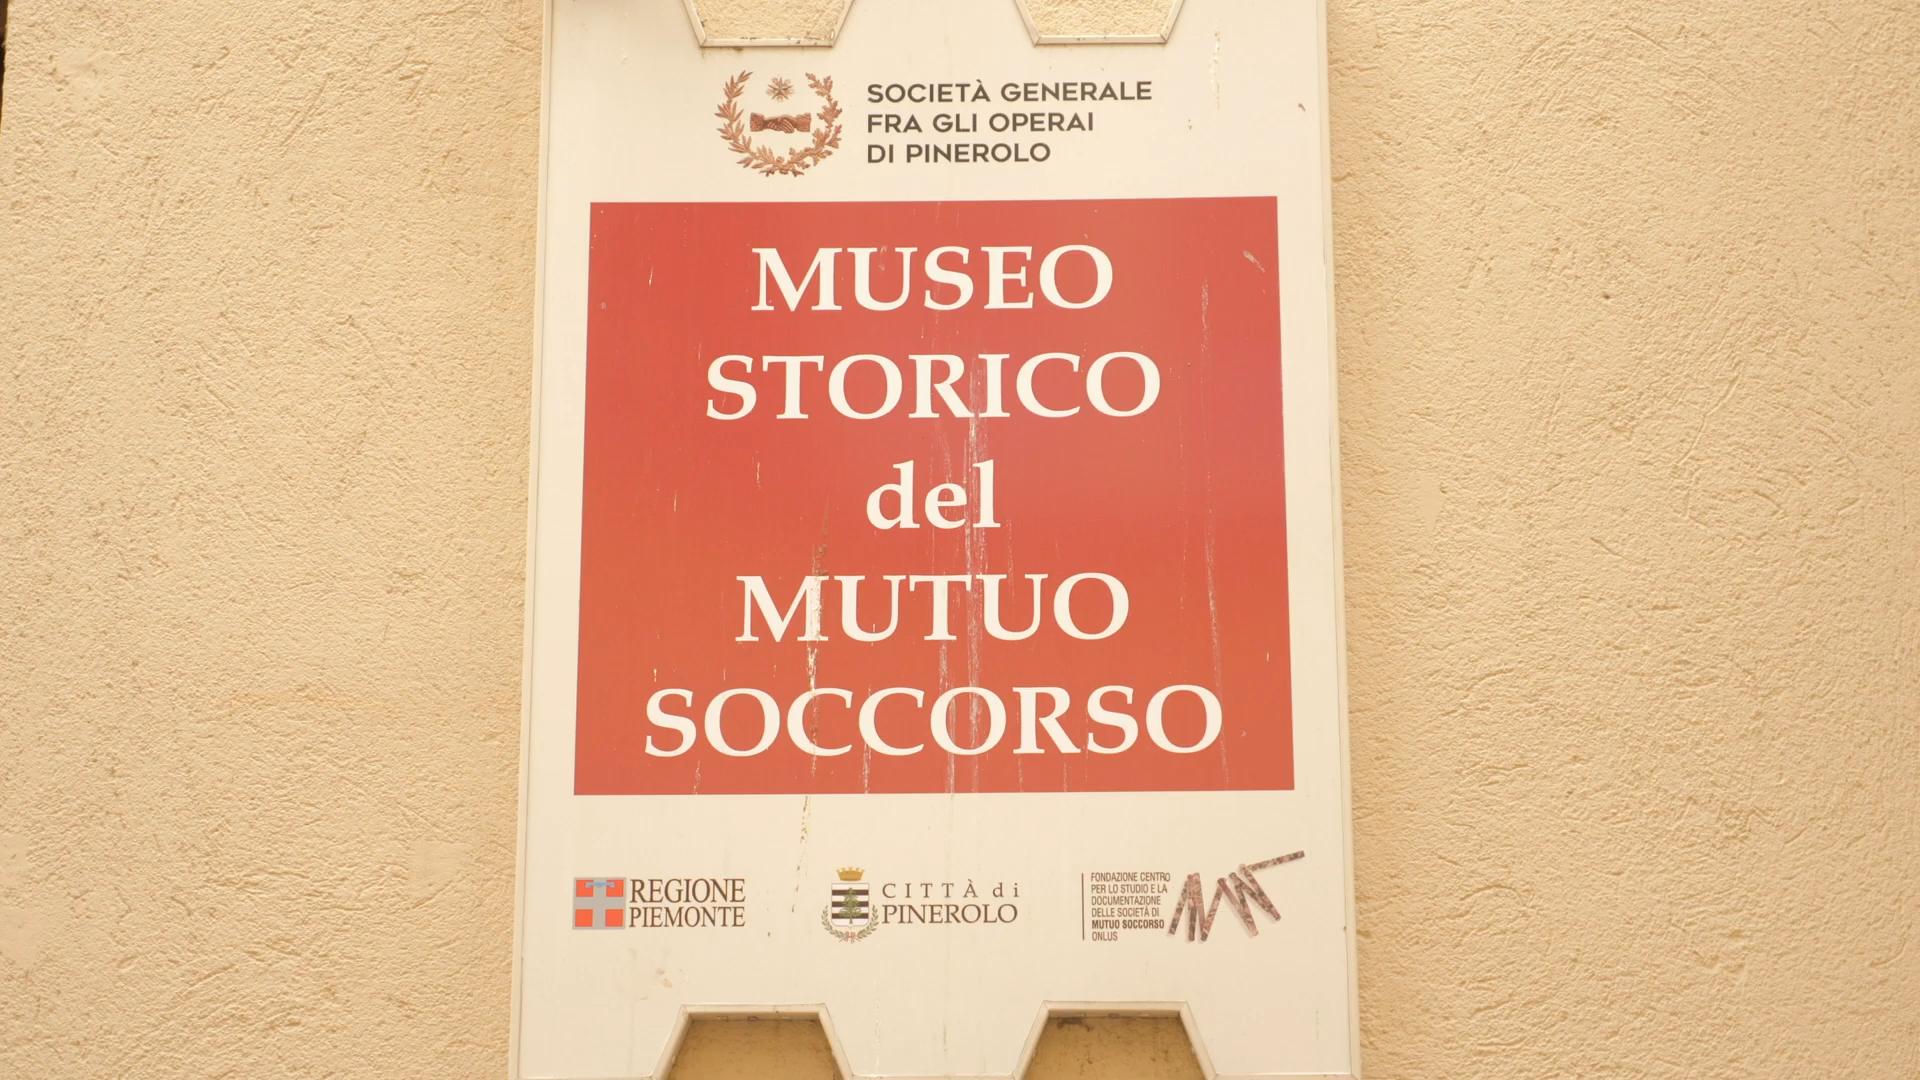 SOCIETÀ GENERALE
FRA GLI OPERAI
DI PINEROLO
MUSEO
STORICO
del
MUTUO
SOCCORSO
REGIONE
PIEMONTE
CITTÀ di
PINEROLO
FONDAZIONE CENTRO
PER LO STUDIO E LA
DOCUMENTAZIONE
DELLE SOCIETÀ DI
MUTUO SOCCORSO
ONLUS